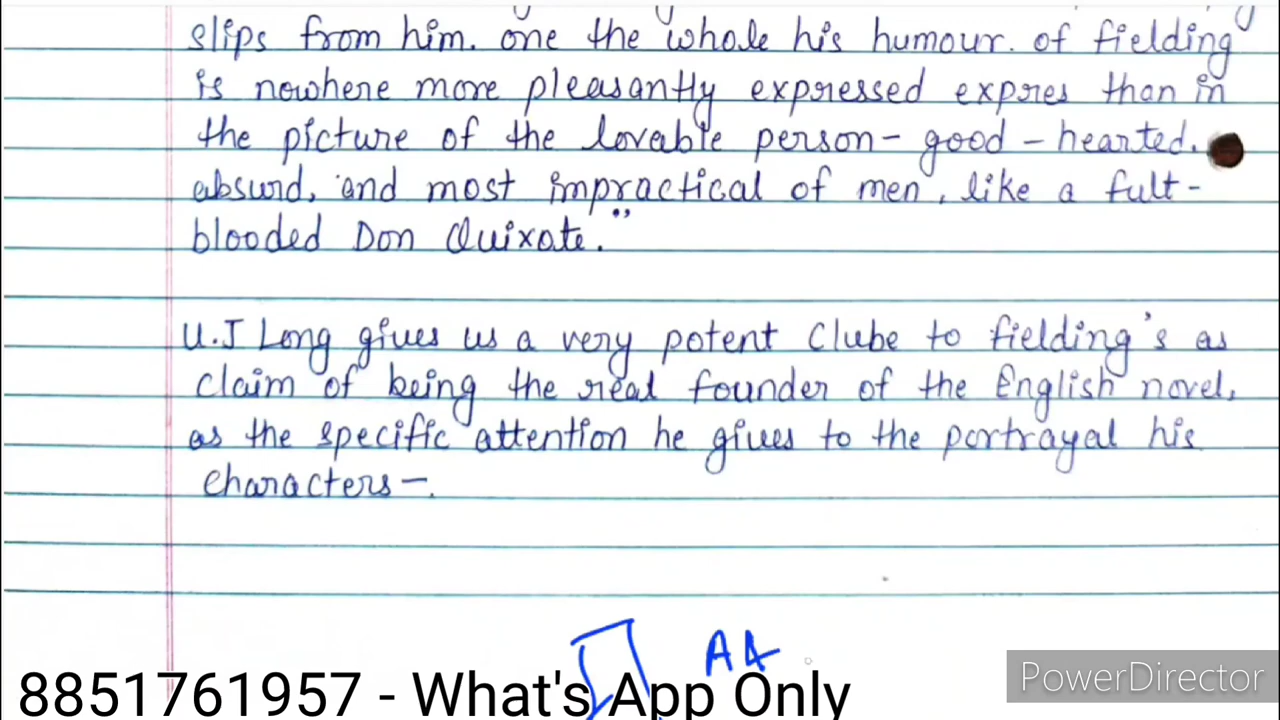 slips from him. one the whole his humour. of fielding
is nowhere more pleasantly expressed expres than in
the picture of the lovable person- good - hearted.
absurd, and most impractical of men, like a fult-
blooded Don Quixate."
U.J Long gives us a very potent Clube to fielding's as
claim of being the real founder of the English novel,
as the specific attention he gives to the portrayal his
characters-.
A4
8851761957 - What's App Only
PowerDirector